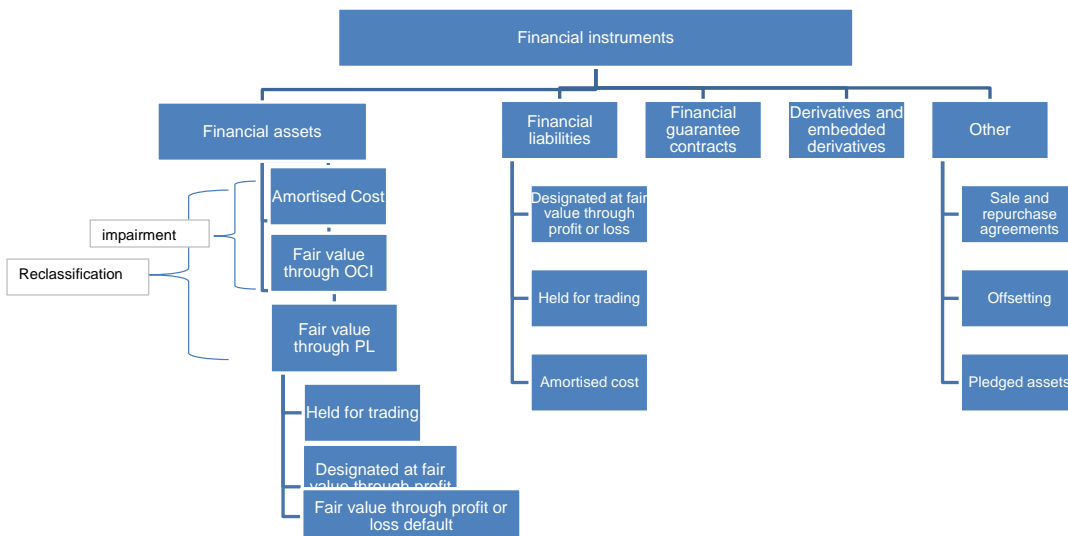 Financial instruments
Financial assets
Financial
liabilities
Financial
guarantee
contracts
Derivatives and
embedded
derivatives
Other
Amortised Cost
impairment
Fair value
through OCI
Reclassification
Fair value
through PL
Held for trading
Designated at fair
value through profit
Fair value through profit or
loss default
Designated at fair
value through
profit or loss
Held for trading
Amortised cost
Sale and
repurchase
agreements
Offsetting
Pledged assets